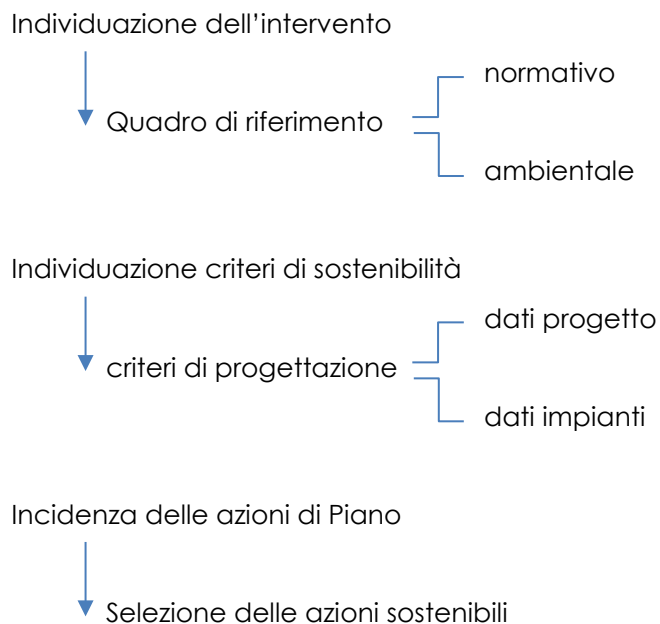 Individuazione dell’intervento
normativo
Quadro di riferimento
ambientale
Individuazione criteri di sostenibilità
dati progetto
criteri di progettazione
dati impianti
Incidenza delle azioni di Piano
Selezione delle azioni sostenibili